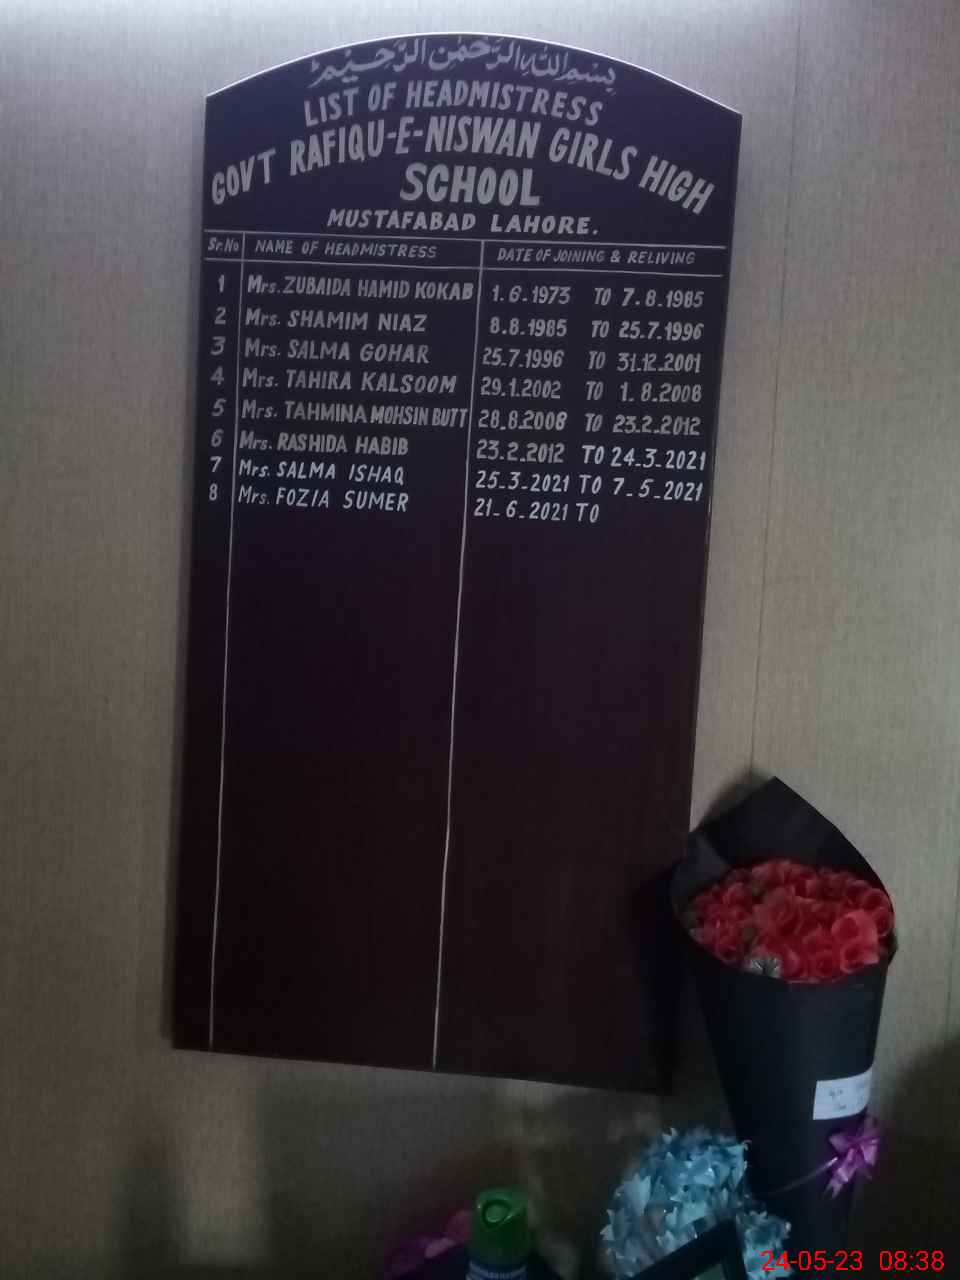 بسم الله الرحمن الرحيم
LIST OF HEADMISTRESS
GOVT RAFIQU-E-NISWAN GIRLS HIGH
SCHOOL
MUSTAFABAD LAHORE.
Sr.No NAME OF HEADMISTRESS DATE OF JOINING & RELIVING
1 Mrs. ZUBAIDA HAMID KOKAB 1.6.1973 TO 7.8.1985
2 Mrs. SHAMIM NIAZ 8.8.1985 TO 25.7.1996
3 Mrs. SALMA GOHAR 25.7.1996 TO 31.12.2001
4 Mrs. TAHIRA KALSOOM 29.1.2002 TO 1.8.2008
5 Mrs. TAHMINA MOHSIN BUTT 28.8.2008 TO 23.2.2012
6 Mrs. RASHIDA HABIB 23.2.2012 TO 24.3.2021
7 Mrs. SALMA ISHAQ 25.3.2021 TO 7.5.2021
8 Mrs. FOZIA SUMER 21.6.2021 TO
24-05-23 08:38